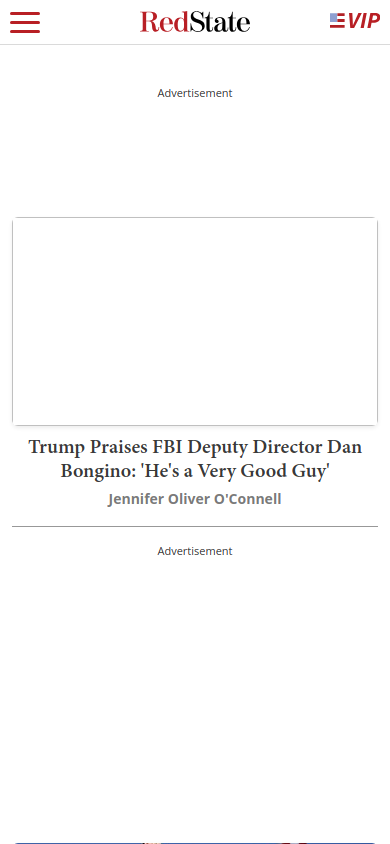 RedState
VIP
Advertisement
Trump Praises FBI Deputy Director Dan
Bongino: 'He's a Very Good Guy'
Jennifer Oliver O'Connell
Advertisement